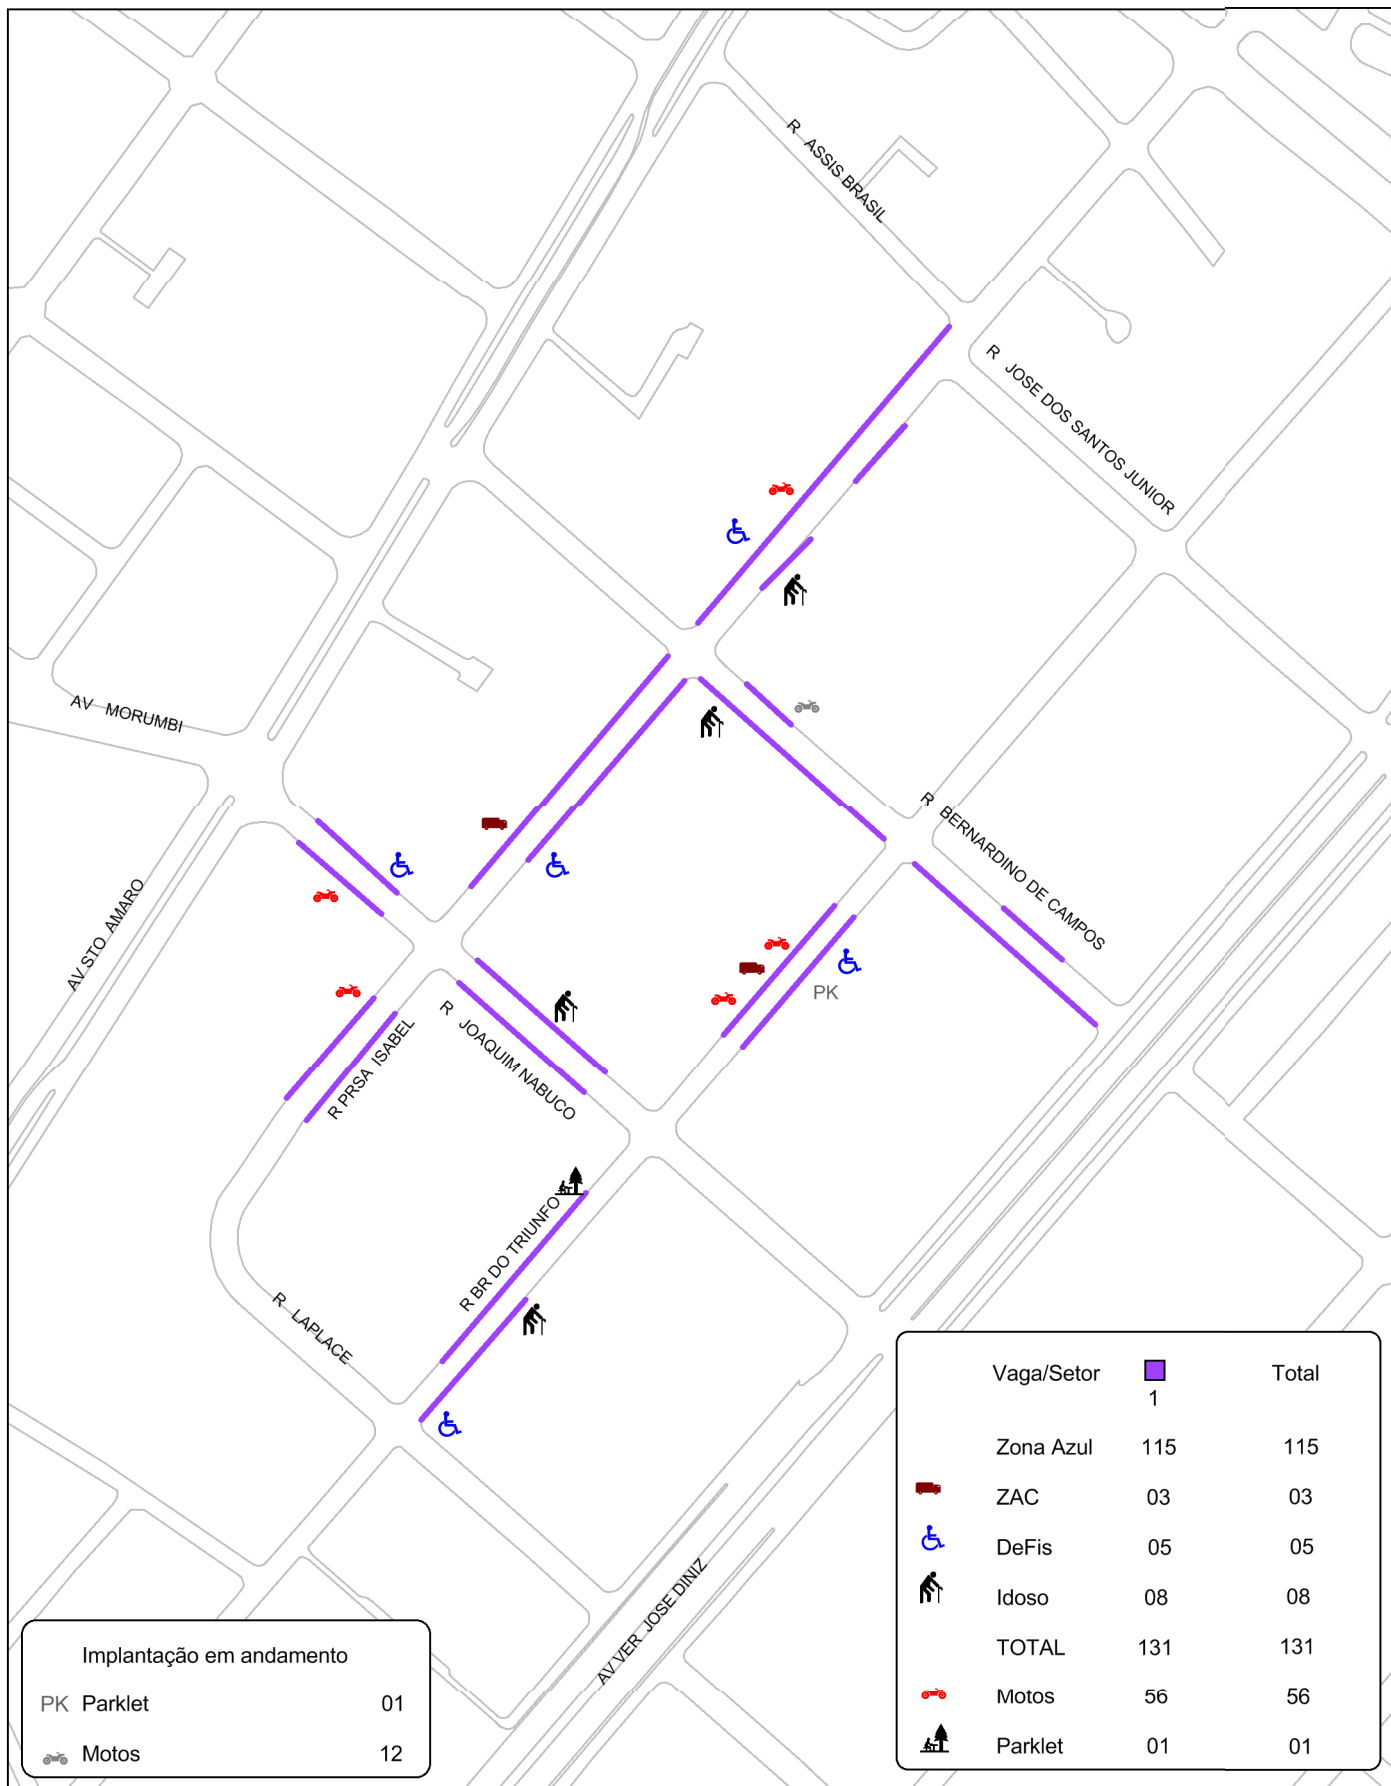 R ASSIS BRASIL
R JOSE DOS SANTOS JUNIOR
AV MORUMBI
R BERNARDINO DE CAMPOS
AV STO AMARO
PK
R PRSA ISABEL
R JOAQUIM NABUCO
R BR DO TRIUNFO
R LAPLACE
AV VER JOSE DINIZ
Vaga/Setor 1 Total
Zona Azul 115 115
ZAC 03 03
DeFis 05 05
Idoso 08 08
TOTAL 131 131
Motos 56 56
Parklet 01 01
Implantação em andamento
PK Parklet 01
Motos 12